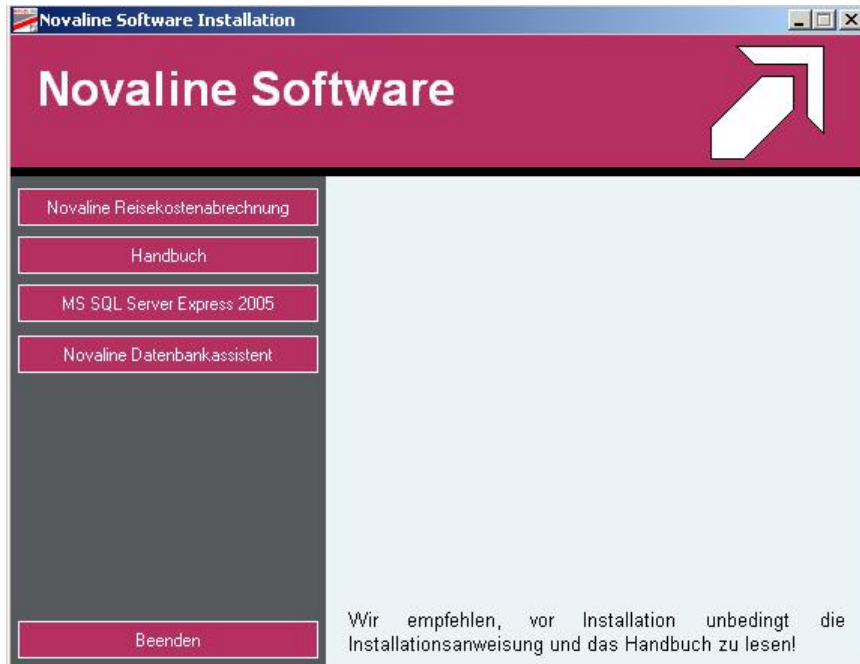 Novaline Software Installation
Novaline Software
Novaline Reisekostenabrechnung
Handbuch
MS SQL Server Express 2005
Novaline Datenbankassistent
Beenden
Wir empfehlen, vor Installation unbedingt die
Installationsanweisung und das Handbuch zu lesen!